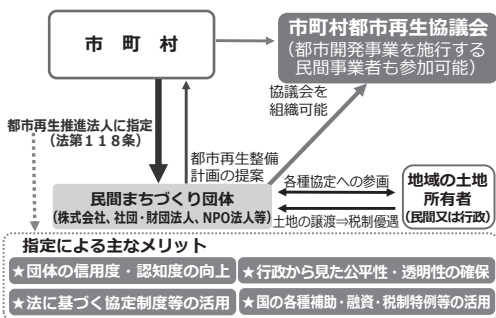 市 町 村
市町村都市再生協議会
(都市開発事業を施行する
民間事業者も参加可能)
協議会を
組織可能
都市再生推進法人に指定
(法第118条)
都市再生整備
計画の提案
民間まちづくり団体
(株式会社、社団・財団法人、NPO法人等)
各種協定への参画
土地の譲渡⇒税制優遇
地域の土地
所有者
(民間又は行政)
指定による主なメリット
★団体の信用度・認知度の向上
★行政から見た公平性・透明性の確保
★法に基づく協定制度等の活用
★国の各種補助・融資・税制特例等の活用